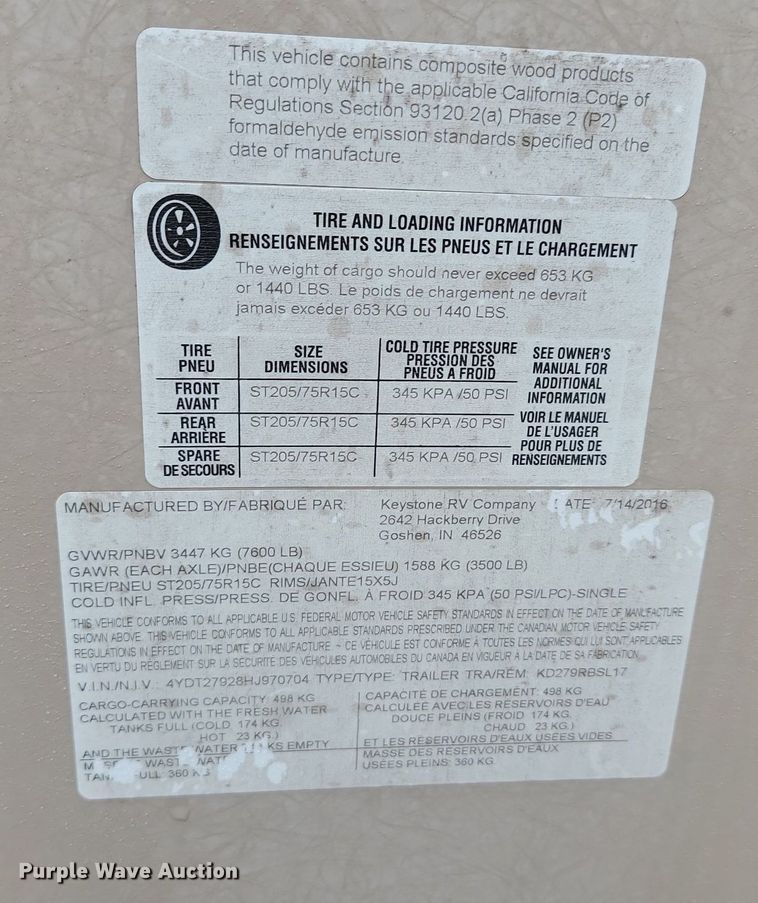 This vehicle contains composite wood products
that comply with the applicable California Code of
Regulations Section 93120.2(a) Phase 2 (P2)
formaldehyde emission standards specified on the
date of manufacture.
TIRE AND LOADING INFORMATION
RENSEIGNEMENTS SUR LES PNEUS ET LE CHARGEMENT
The weight of cargo should never exceed 653 KG
or 1440 LBS. Le poids de chargement ne devrait
jamais excéder 653 KG ou 1440 LBS.
TIRE PNEU SIZE DIMENSIONS COLD TIRE PRESSURE PRESSION DES PNEUS A FROID
FRONT AVANT ST205/75R15C 345 KPA /50 PSI
REAR ARRIÈRE ST205/75R15C 345 KPA /50 PSI
SPARE DE SECOURS ST205/75R15C 345 KPA /50 PSI
SEE OWNER'S
MANUAL FOR
ADDITIONAL
INFORMATION
VOIR LE MANUEL
DE L'USAGER
POUR PLUS DE
RENSEIGNEMENTS
MANUFACTURED BY/FABRIQUÉ PAR: Keystone RV Company ATE: 7/14/2016
2642 Hackberry Drive
Goshen, IN 46526
GVWR/PNBV 3447 KG (7600 LB)
GAWR (EACH AXLE)/PNBE(CHAQUE ESSIEU) 1588 KG (3500 LB)
TIRE/PNEU ST205/75R15C RIMS/JANTE15X5J
COLD INFL. PRESS/PRESS. DE GONFL. À FROID 345 KPA (50 PSI/LPC)-SINGLE
THIS VEHICLE CONFORMS TO ALL APPLICABLE U.S. FEDERAL MOTOR VEHICLE SAFETY STANDARDS IN EFFECT ON THE DATE OF MANUFACTURE
SHOWN ABOVE. THIS VEHICLE CONFORMS TO ALL APPLICABLE STANDARDS PRESCRIBED UNDER THE CANADIAN MOTOR VEHICLE SAFETY
REGULATIONS IN EFFECT ON THE DATE OF MANUFACTURE - CE VÉHICULE EST CONFORME À TOUTES LES NORMES QUI LUI SONT APPLICABLES
EN VERTU DU RÈGLEMENT SUR LA SECURITE DES VÉHICULES AUTOMOBILES DU CANADA EN VIGUEUR A LA DATE DE SA FABRICATION.
V.I.N./N.I.V.: 4YDT27928HJ970704 TYPE/TYPE: TRAILER TRA/REM: KD279RBSL17
CARGO-CARRYING CAPACITY: 498 KG
CALCULATED WITH THE FRESH WATER
TANKS FULL (COLD 174 KG.
HOT 23 KG.)
AND THE WASTE WATER TANKS EMPTY
WASTE WAT
TAN FULL: 360 KG
CAPACITÉ DE CHARGEMENT: 498 KG
CALCULÉE AVEC LES RÉSERVOIRS D'EAU
DOUCE PLEINS (FROID 174 KG.
CHAUD 23 KG.)
ET LES RÉSERVOIRS D'EAUX USÉES VIDES
MASSE DES RÉSERVOIRS D'EAUX
USÉES PLEINS: 360 KG.
Purple Wave Auction